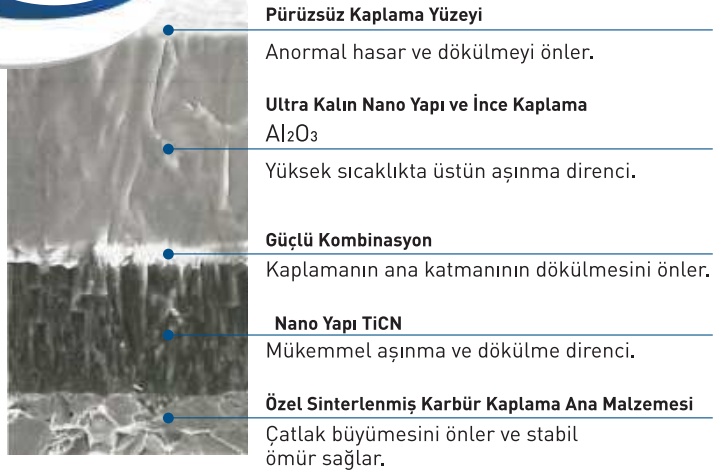 Pürüzsüz Kaplama Yüzeyi
Anormal hasar ve dökülmeyi önler.
Ultra Kalın Nano Yapı ve İnce Kaplama
Al₂O₃
Yüksek sıcaklıkta üstün aşınma direnci.
Güçlü Kombinasyon
Kaplamanın ana katmanının dökülmesini önler.
Nano Yapı TiCN
Mükemmel aşınma ve dökülme direnci.
Özel Sinterlenmiş Karbür Kaplama Ana Malzemesi
Çatlak büyümesini önler ve stabil
ömür sağlar.